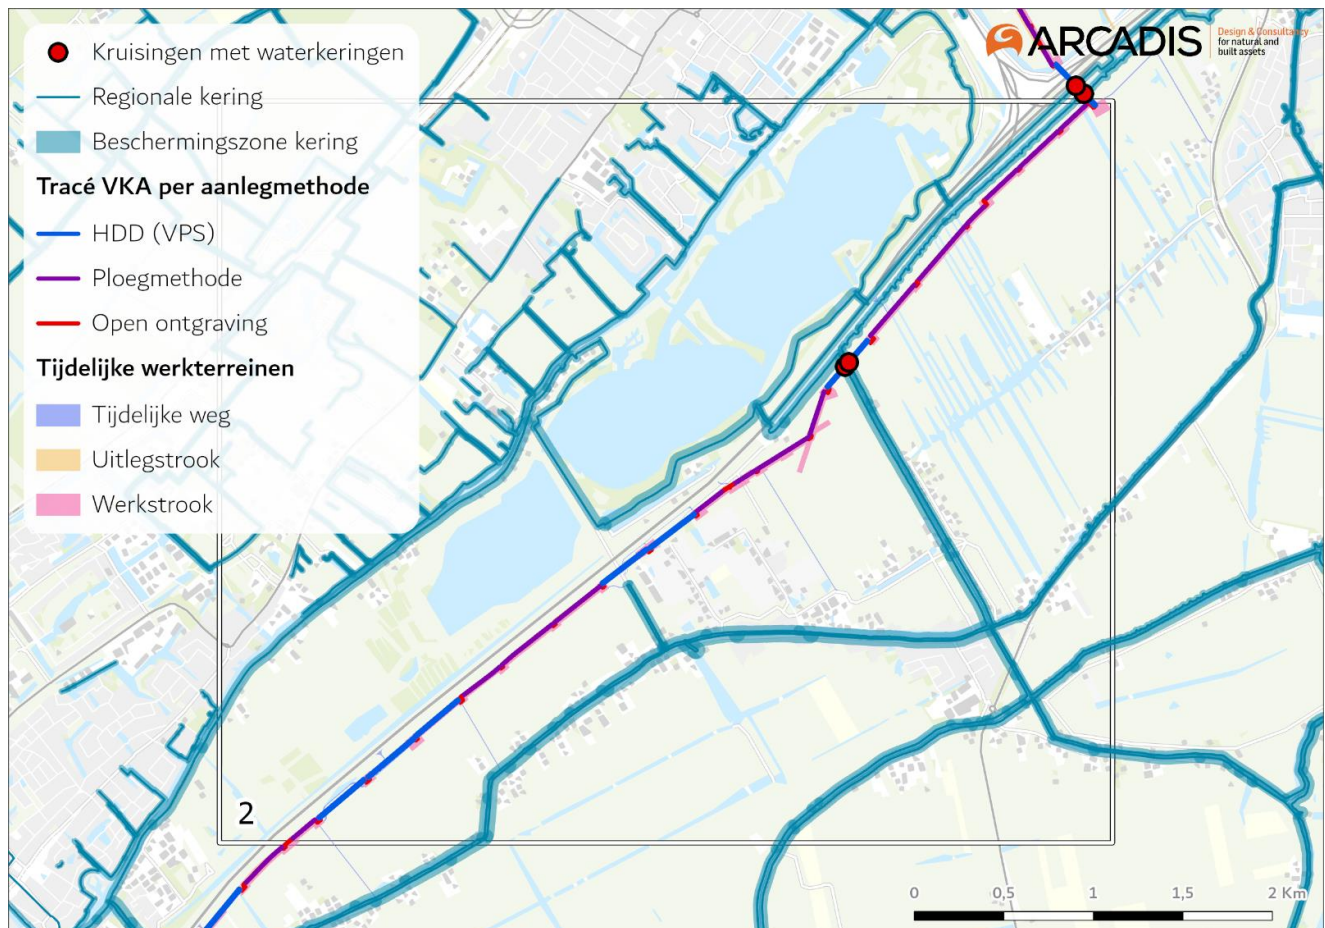 Kruisingen met waterkeringen
Regionale kering
Beschermingszone kering
Tracé VKA per aanlegmethode
HDD (VPS)
Ploegmethode
Open ontgraving
Tijdelijke werkterreinen
Tijdelijke weg
Uitlegstrook
Werkstrook
ARCADIS
Design & Consultancy
for natural and
built assets
2
0 0,5 1 1,5 2 Km